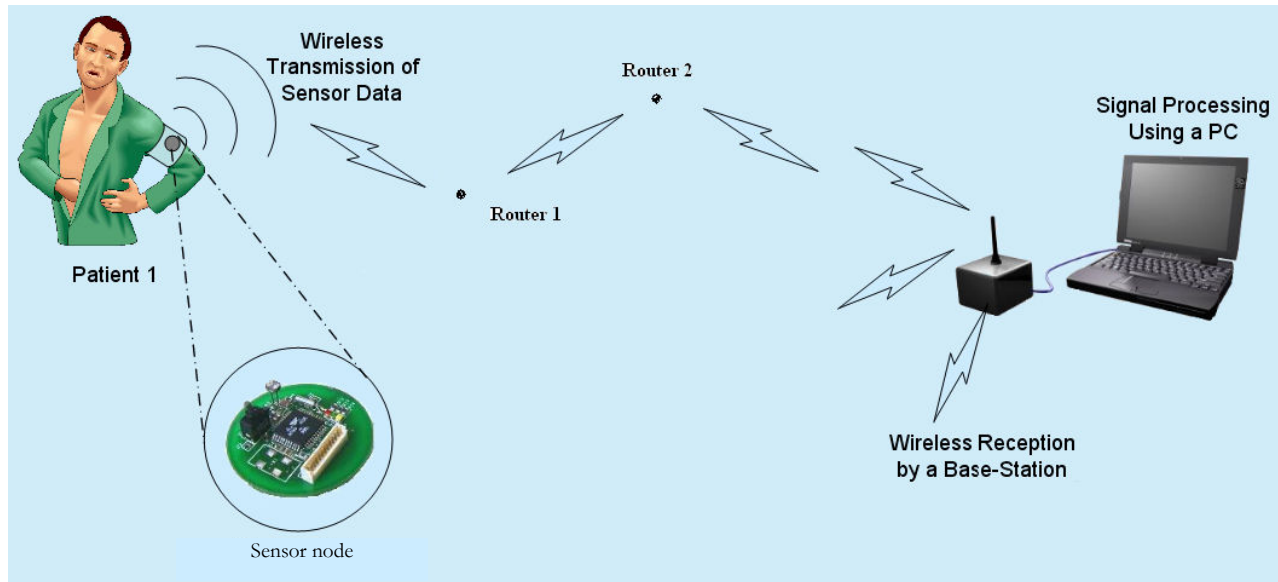 Wireless
Transmission of
Sensor Data
Router 2
Signal Processing
Using a PC
Router 1
Patient 1
Wireless Reception
by a Base-Station
Sensor node